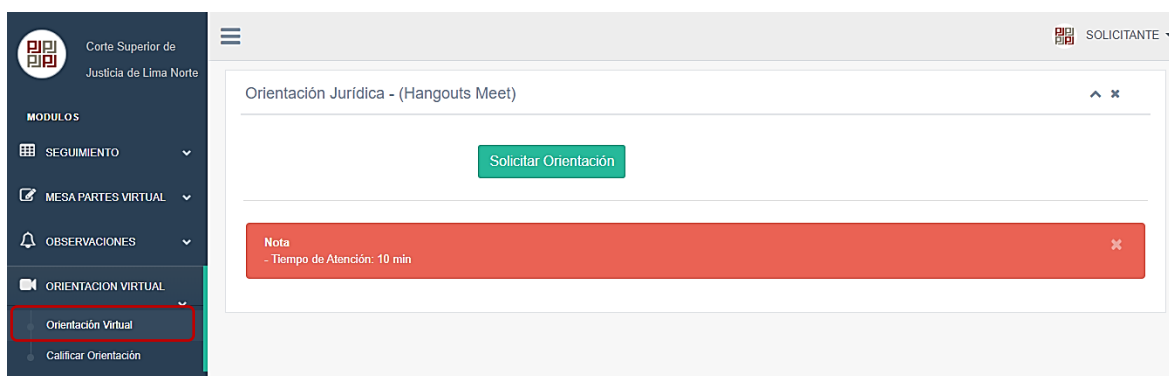 Corte Superior de
Justicia de Lima Norte
MODULOS
SEGUIMIENTO
MESA PARTES VIRTUAL
OBSERVACIONES
ORIENTACION VIRTUAL
Orientación Virtual
Calificar Orientación
SOLICITANTE
Orientación Jurídica - (Hangouts Meet)
Solicitar Orientación
Nota
- Tiempo de Atención: 10 min